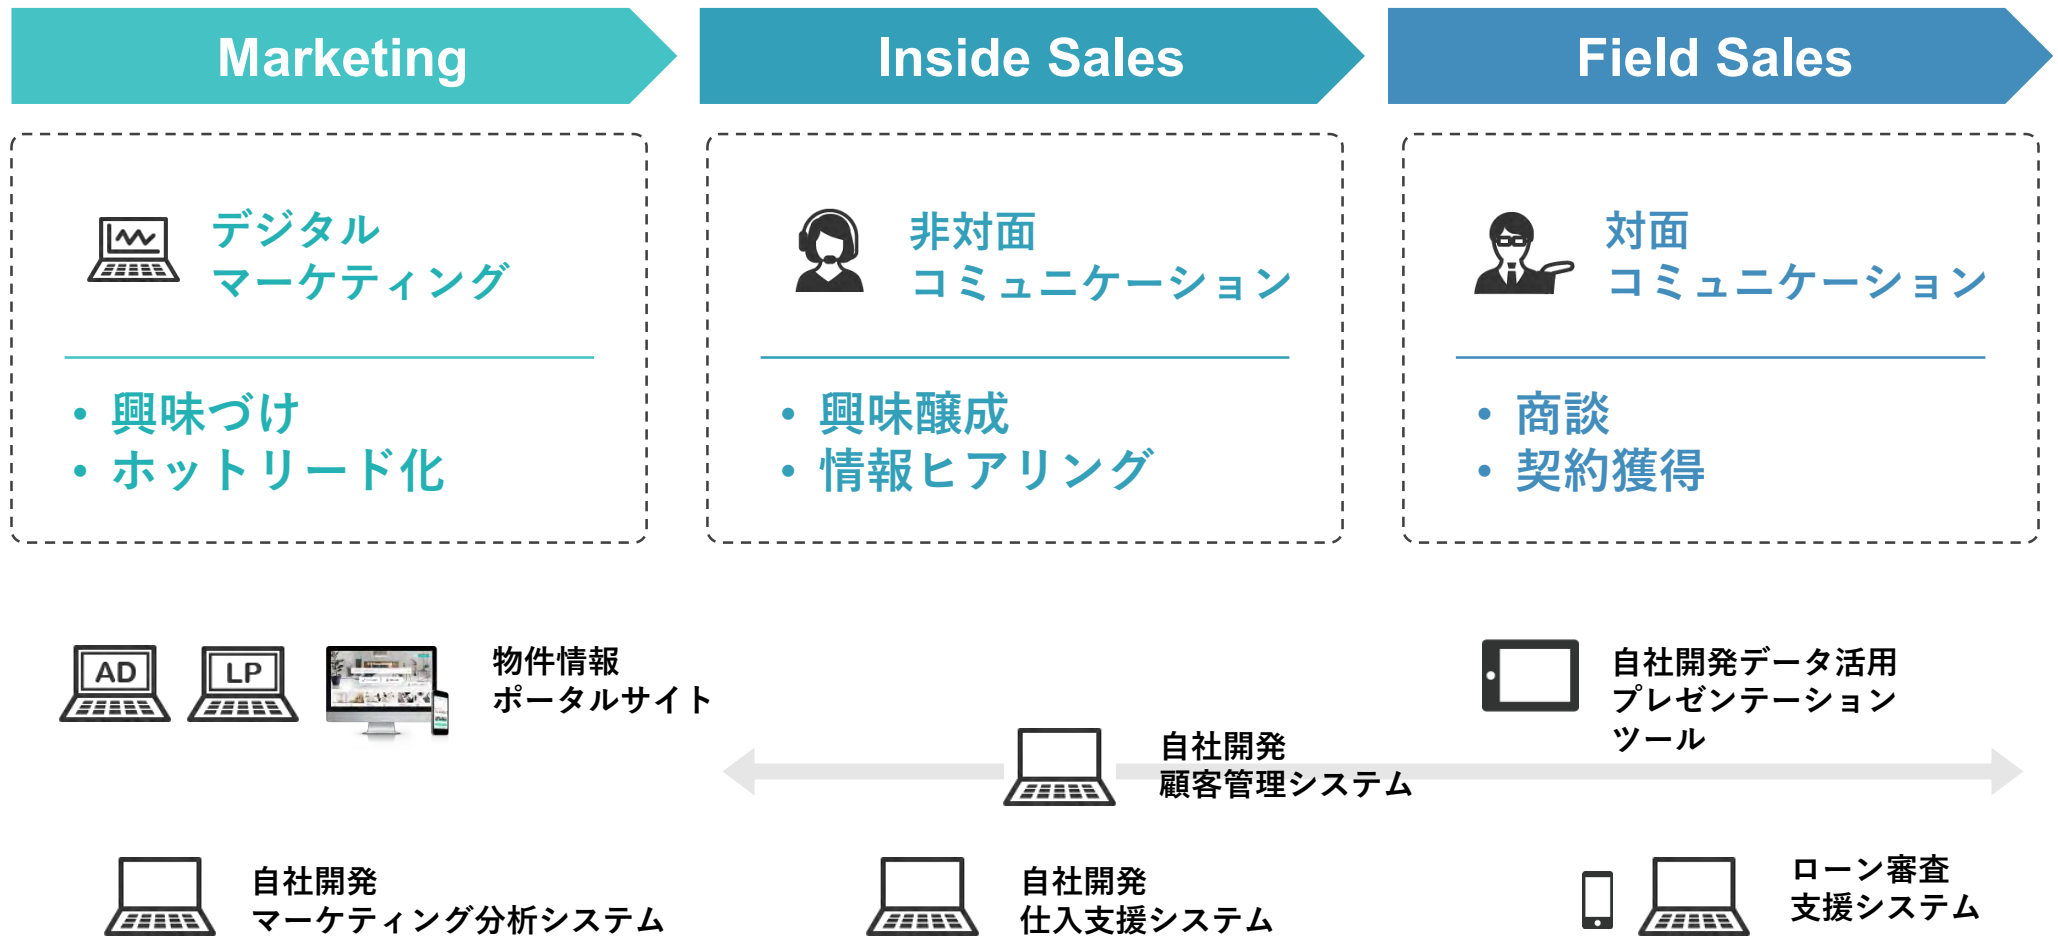 Marketing
Inside Sales
Field Sales
デジタル
マーケティング
非対面
コミュニケーション
対面
コミュニケーション
• 興味づけ
• ホットリード化
• 興味醸成
• 情報ヒアリング
• 商談
• 契約獲得
AD
LP
物件情報
ポータルサイト
自社開発データ活用
プレゼンテーション
ツール
自社開発
顧客管理システム
自社開発
マーケティング分析システム
自社開発
仕入支援システム
ローン審査
支援システム